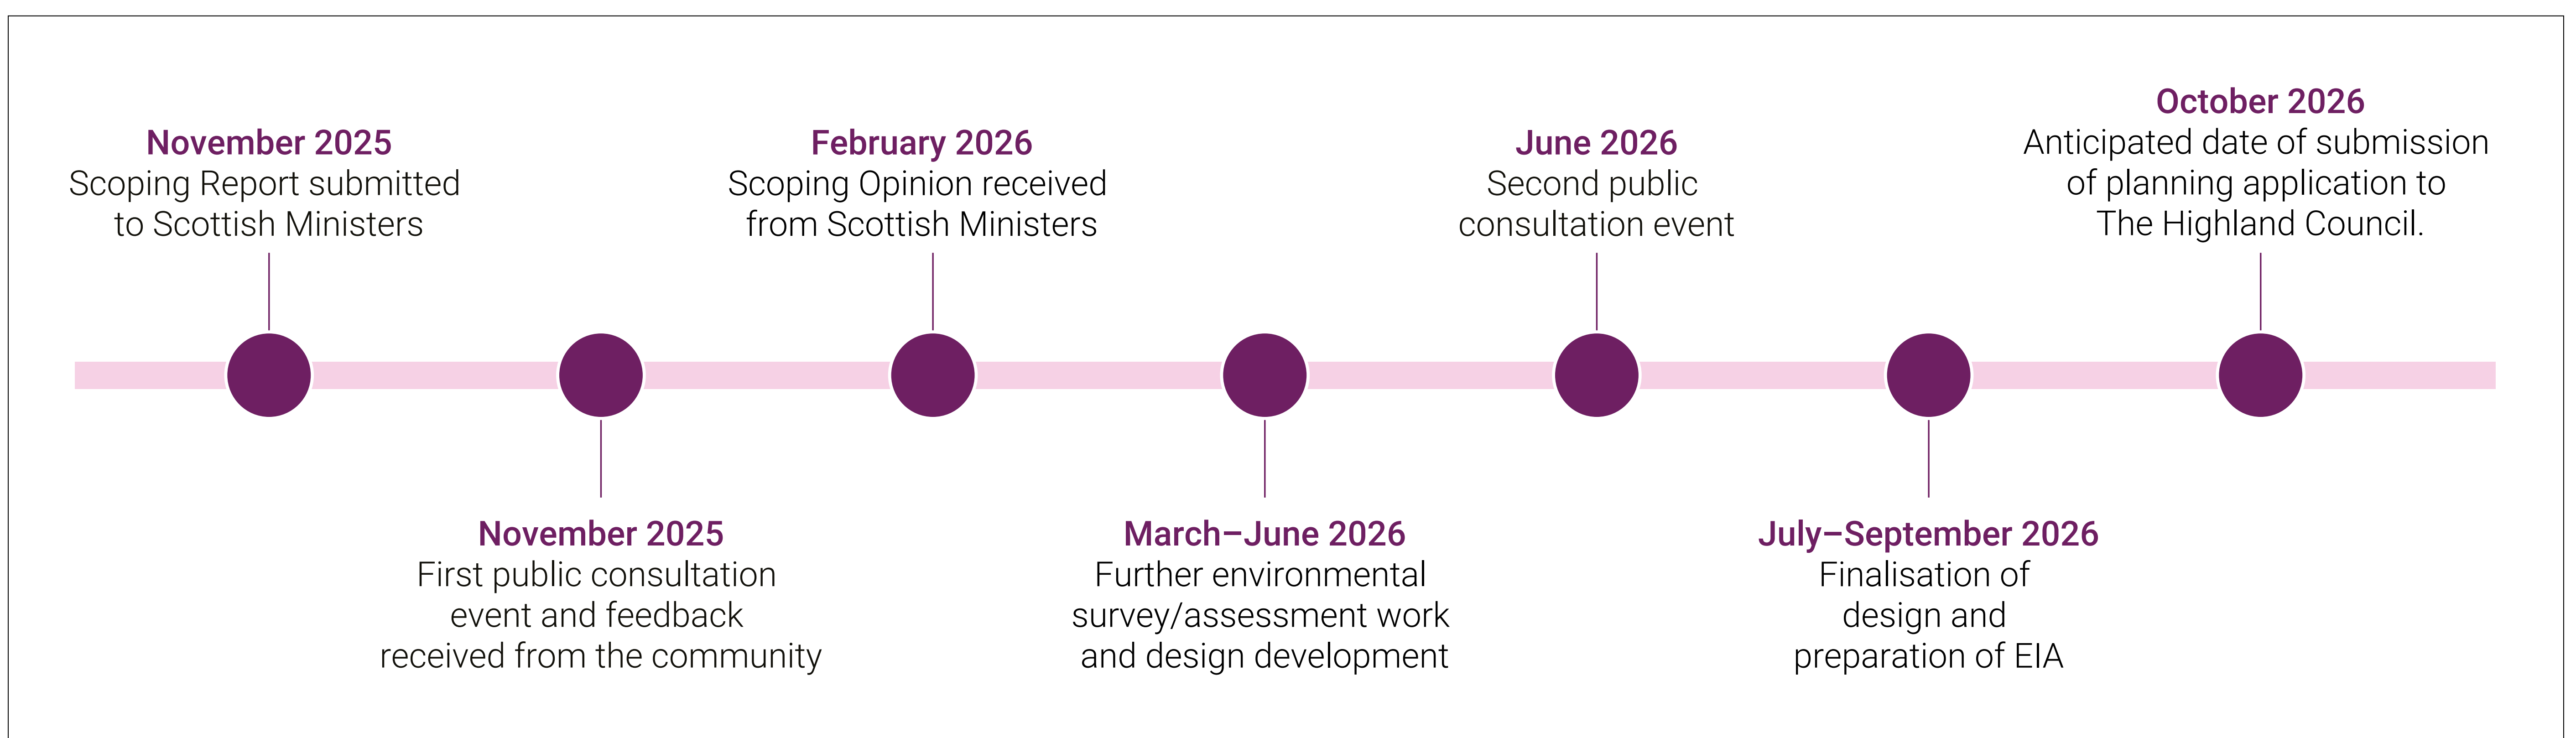 November 2025
Scoping Report submitted
to Scottish Ministers
November 2025
First public consultation
event and feedback
received from the community
February 2026
Scoping Opinion received
from Scottish Ministers
March–June 2026
Further environmental
survey/assessment work
and design development
June 2026
Second public
consultation event
July–September 2026
Finalisation of
design and
preparation of EIA
October 2026
Anticipated date of submission
of planning application to
The Highland Council.